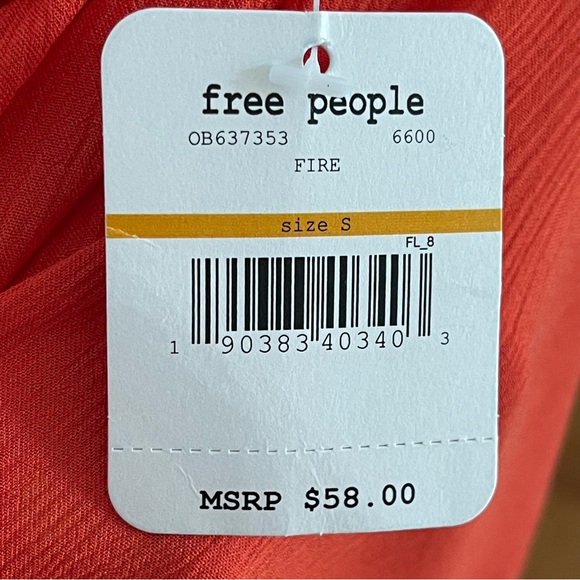 free people
OB637353 6600
FIRE
size S
FL_8
1 90383 40340 3
MSRP $58.00